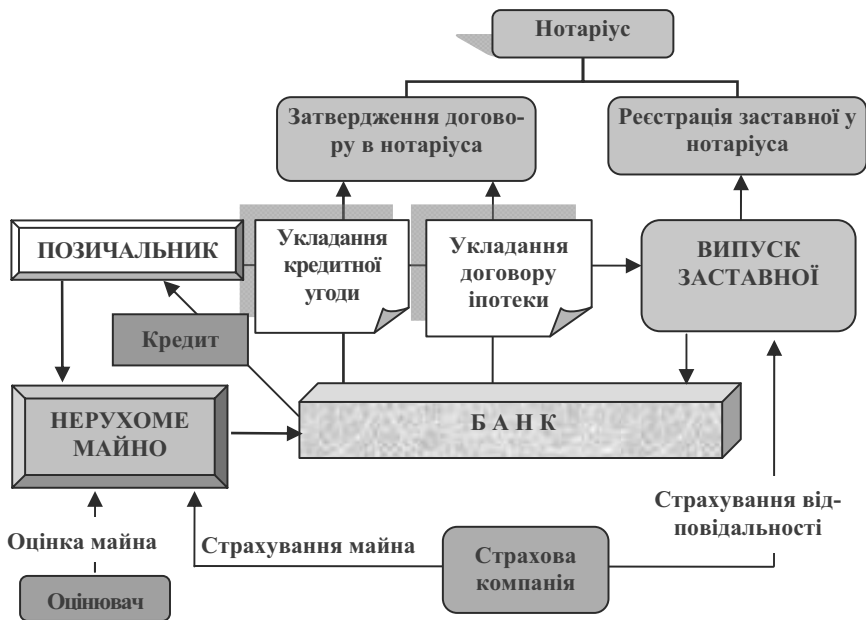 Нотаріус
Затвердження догово-
ру в нотаріуса
Реєстрація заставної у
нотаріуса
ПОЗИЧАЛЬНИК
Укладання
кредитної
угоди
Укладання
договору
іпотеки
ВИПУСК
ЗАСТАВНОЇ
Кредит
НЕРУХОМЕ
МАЙНО
Б А Н К
Страхування від-
повідальності
Оцінка майна
Страхування майна
Страхова
компанія
Оцінювач